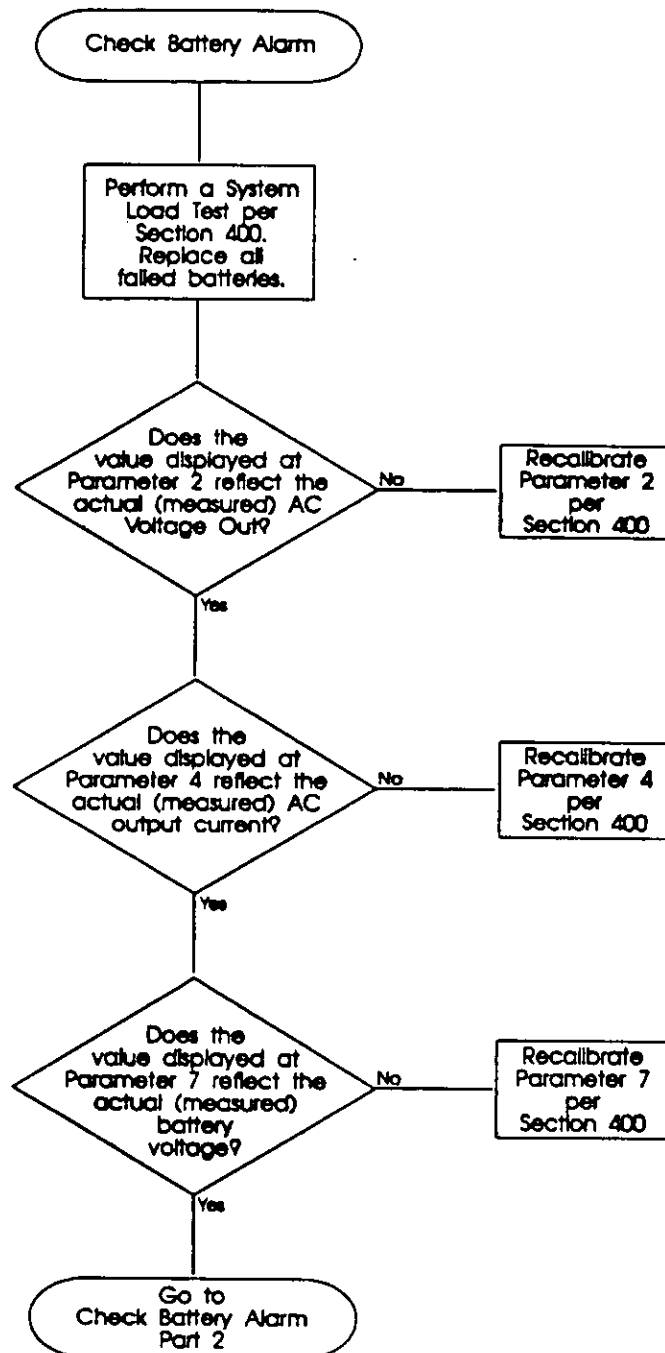 Check Battery Alarm
Perform a System
Load Test per
Section 400.
Replace all
failed batteries.
Does the
value displayed at
Parameter 2 reflect the
actual (measured) AC
Voltage Out?
No
Recalibrate
Parameter 2
per
Section 400
Yes
Does the
value displayed at
Parameter 4 reflect the
actual (measured) AC
output current?
No
Recalibrate
Parameter 4
per
Section 400
Yes
Does the
value displayed at
Parameter 7 reflect the
actual (measured)
battery
voltage?
No
Recalibrate
Parameter 7
per
Section 400
Yes
Go to
Check Battery Alarm
Part 2